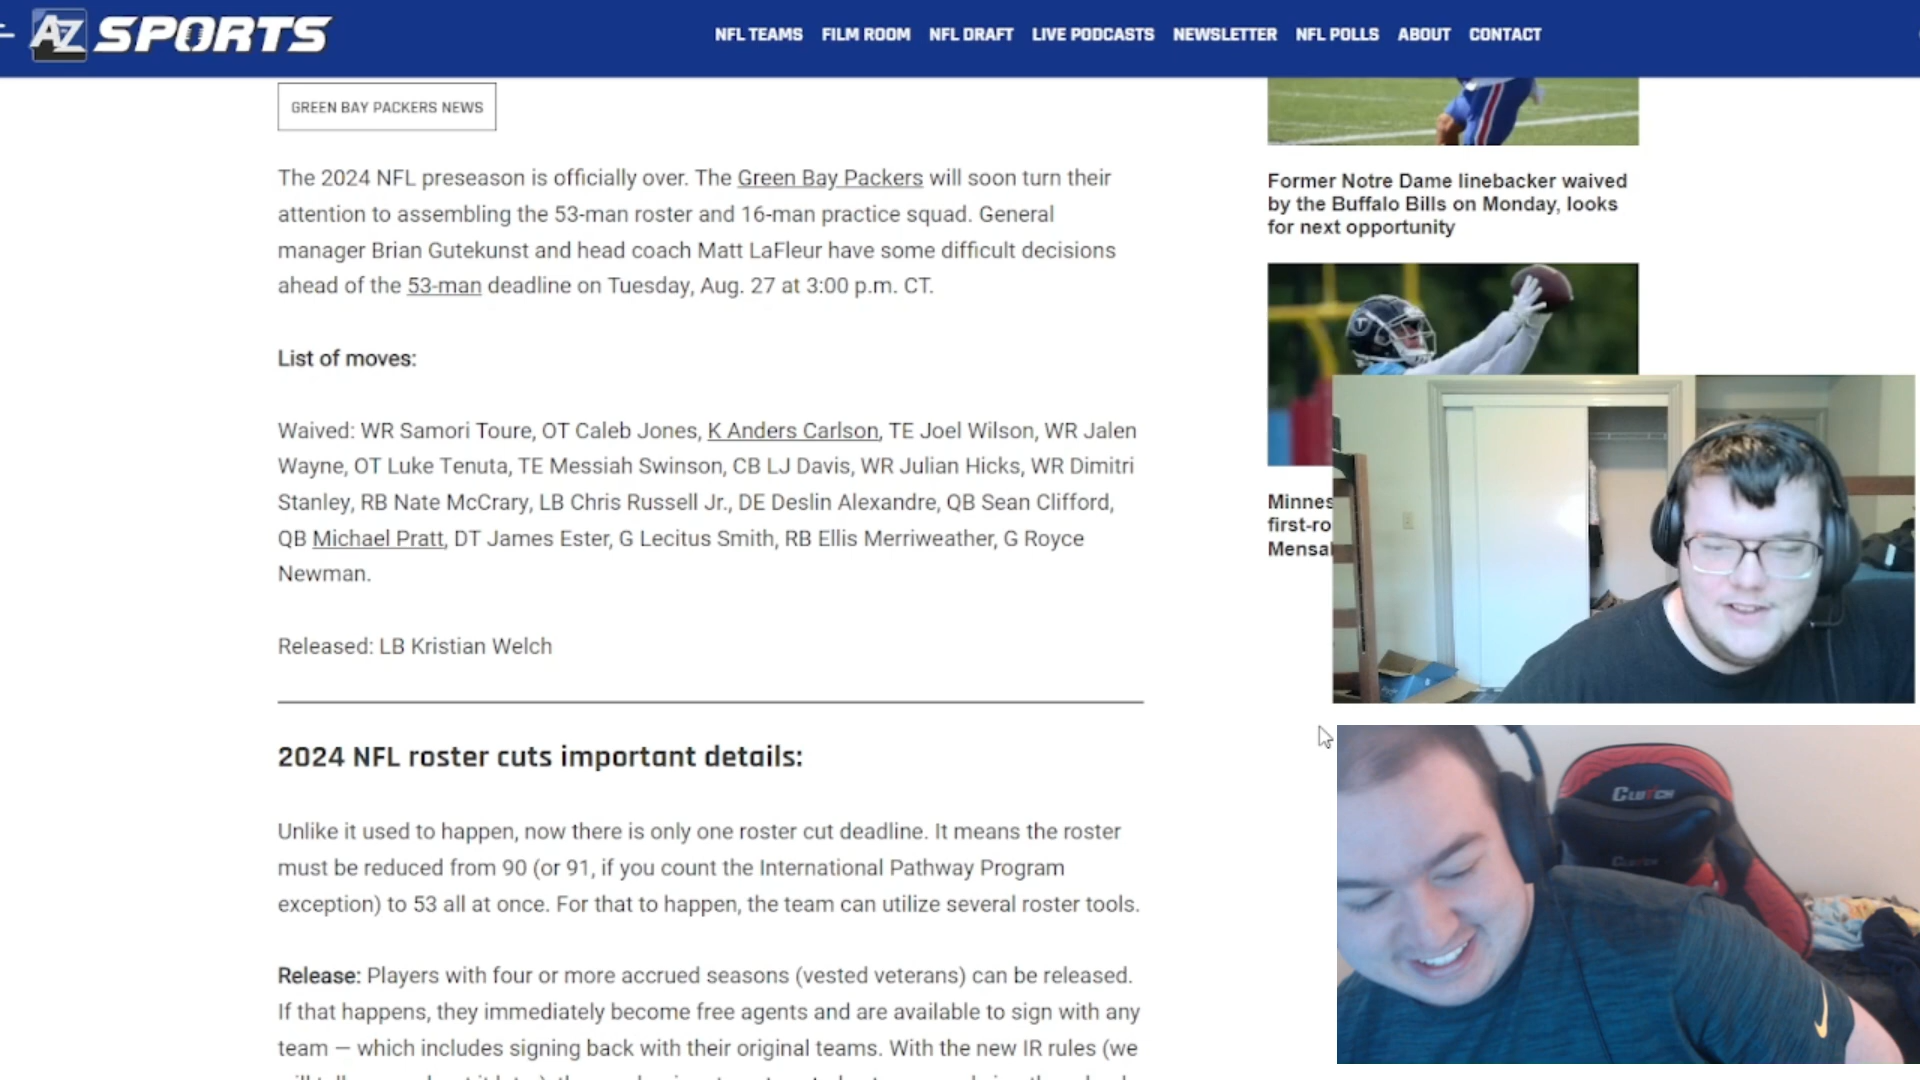 AZ SPORTS
NFL TEAMS FILM ROOM NFL DRAFT LIVE PODCASTS NEWSLETTER NFL POLLS ABOUT CONTACT
GREEN BAY PACKERS NEWS
The 2024 NFL preseason is officially over. The Green Bay Packers will soon turn their
attention to assembling the 53-man roster and 16-man practice squad. General
manager Brian Gutekunst and head coach Matt LaFleur have some difficult decisions
ahead of the 53-man deadline on Tuesday, Aug. 27 at 3:00 p.m. CT.
List of moves:
Waived: WR Samori Toure, OT Caleb Jones, K Anders Carlson, TE Joel Wilson, WR Jalen
Wayne, OT Luke Tenuta, TE Messiah Swinson, CB LJ Davis, WR Julian Hicks, WR Dimitri
Stanley, RB Nate McCrary, LB Chris Russell Jr., DE Deslin Alexandre, QB Sean Clifford,
QB Michael Pratt, DT James Ester, G Lecitus Smith, RB Ellis Merriweather, G Royce
Newman.
Released: LB Kristian Welch
2024 NFL roster cuts important details:
Unlike it used to happen, now there is only one roster cut deadline. It means the roster
must be reduced from 90 (or 91, if you count the International Pathway Program
exception) to 53 all at once. For that to happen, the team can utilize several roster tools.
Release: Players with four or more accrued seasons (vested veterans) can be released.
If that happens, they immediately become free agents and are available to sign with any
team — which includes signing back with their original teams. With the new IR rules (we
Former Notre Dame linebacker waived
by the Buffalo Bills on Monday, looks
for next opportunity
Minnes
first-ro
Mensa
CLUTCH
CLUTCH